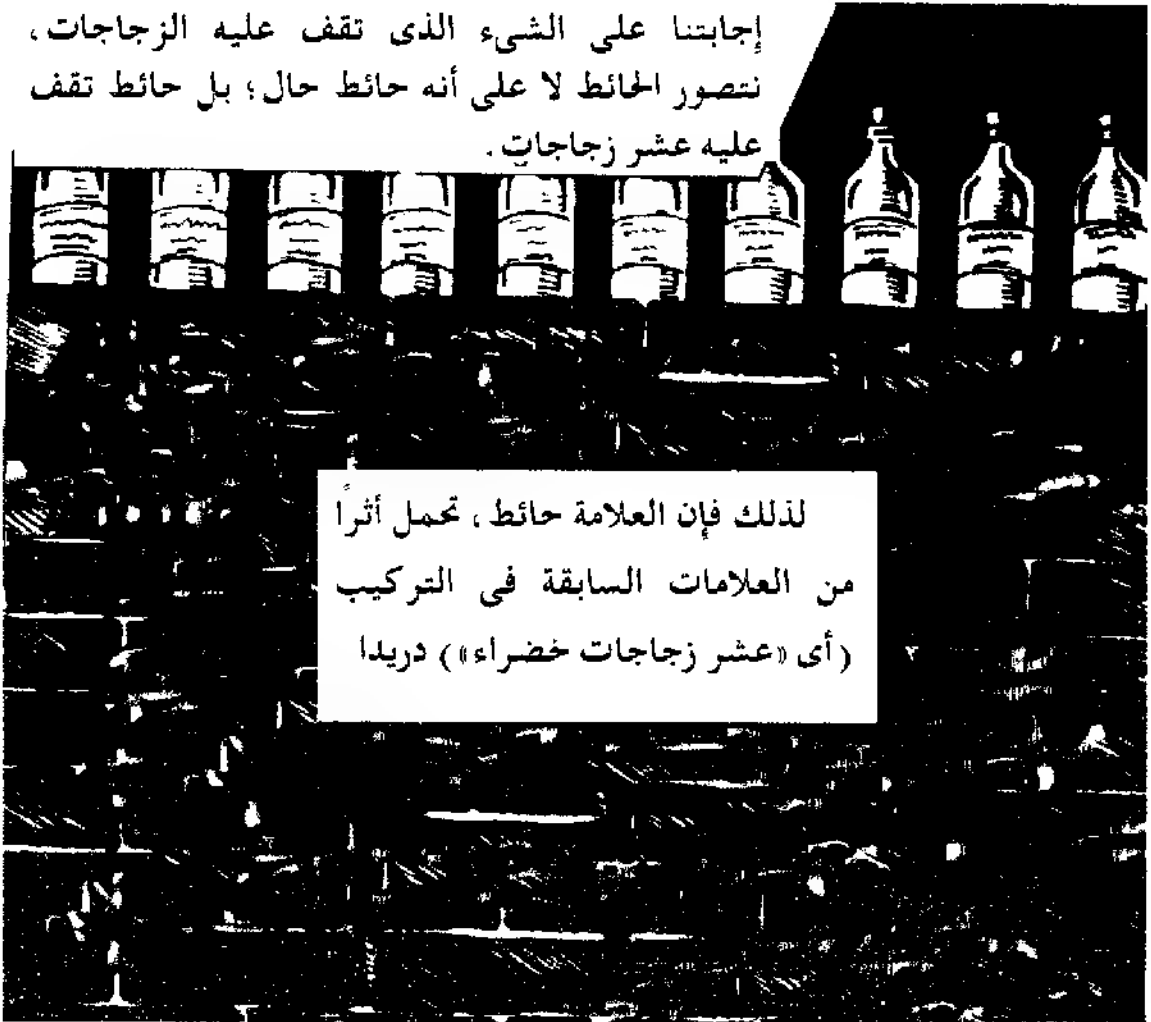 إجابتنا على الشىء الذى تقف عليه الزجاجات،
نتصور الحائط لا على أنه حائط حال؛ بل حائط تقف
عليه عشر زجاجات.
لذلك فإن العلامة حائط، تحمل أثراً
من العلامات السابقة فى التركيب
(أى «عشر زجاجات خضراء») دريدا